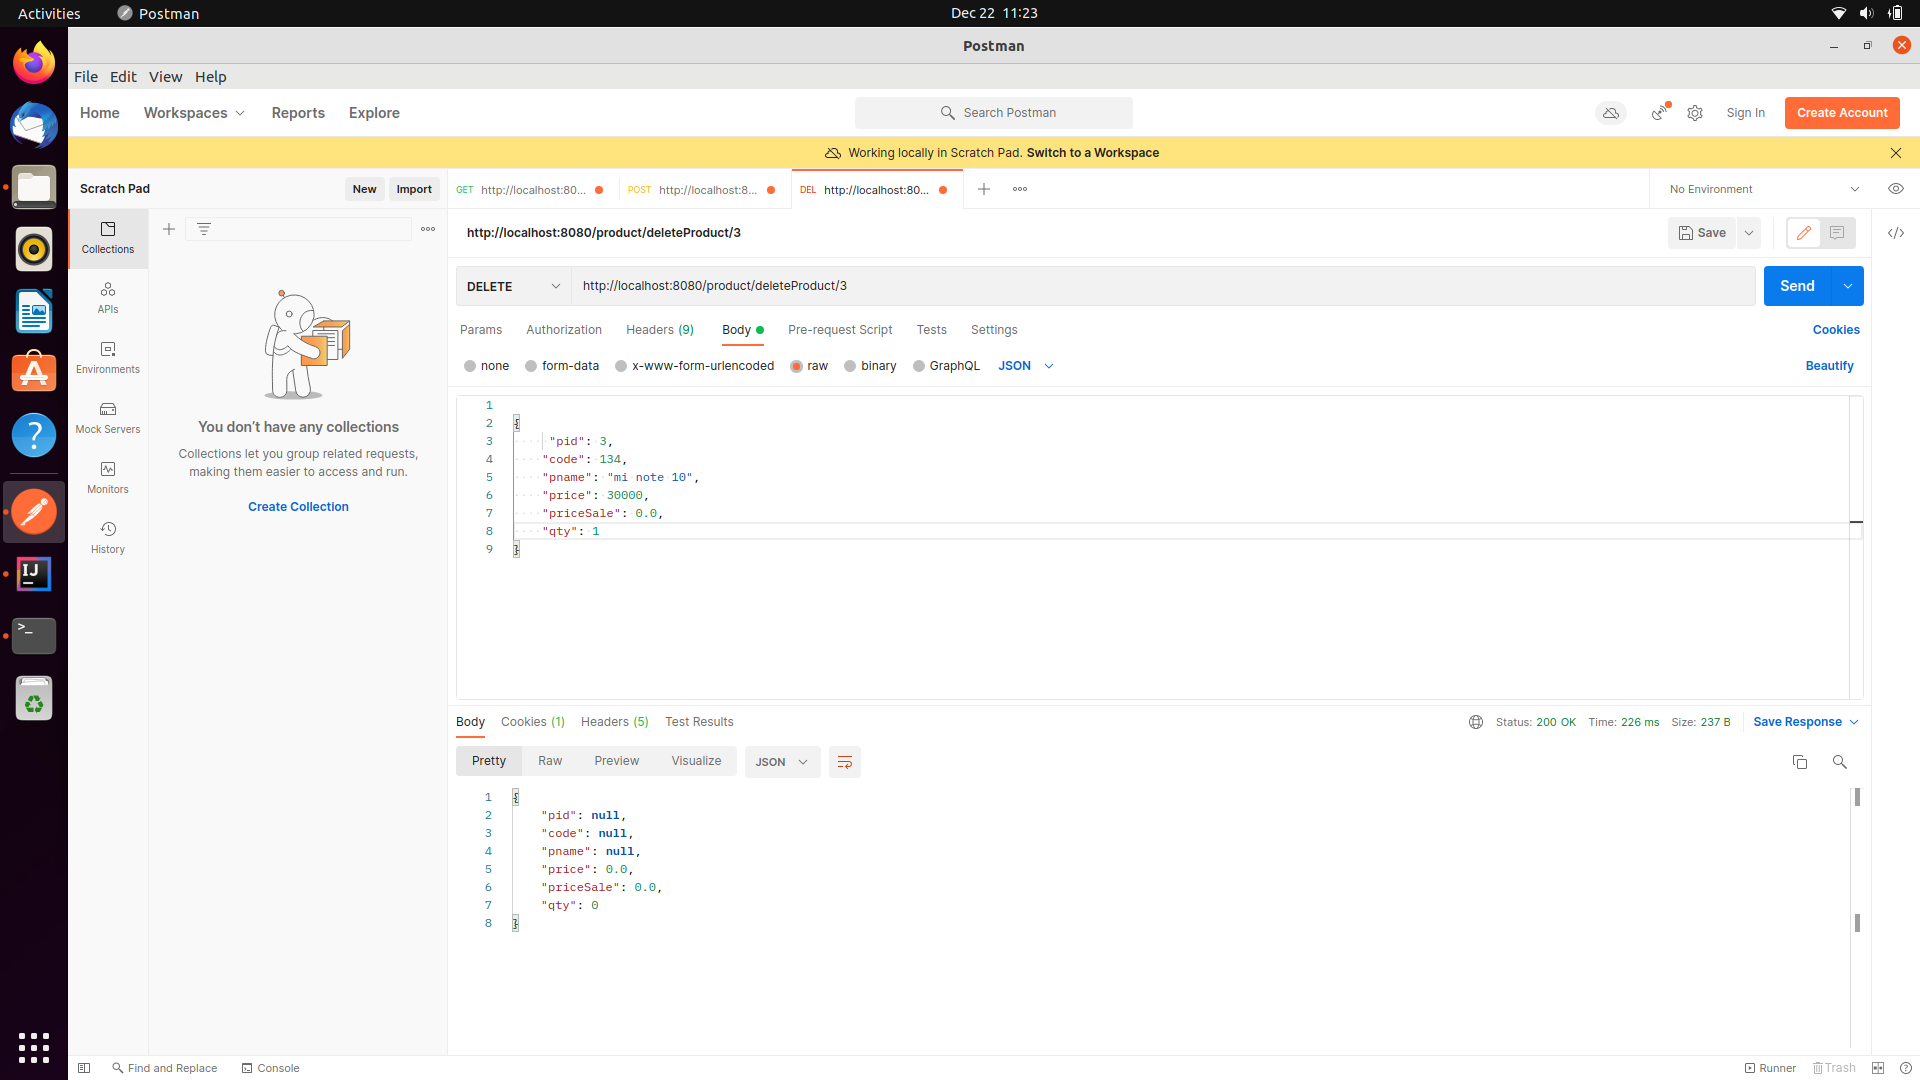 Activities
Postman
Dec 22 11:23
Postman
File Edit View Help
Home
Workspaces
Reports
Explore
Search Postman
Sign In
Create Account
Working locally in Scratch Pad. Switch to a Workspace
Scratch Pad
New
Import
GET http://localhost:80...
POST http://localhost:8...
DEL http://localhost:80...
No Environment
Collections
APIs
Environments
Mock Servers
Monitors
History
You don't have any collections
Collections let you group related requests,
making them easier to access and run.
Create Collection
http://localhost:8080/product/deleteProduct/3
Save
</>
DELETE
http://localhost:8080/product/deleteProduct/3
Send
Params
Authorization
Headers (9)
Body
Pre-request Script
Tests
Settings
Cookies
none
form-data
x-www-form-urlencoded
raw
binary
GraphQL
JSON
Beautify
1
2 {
3 "pid": 3,
4 "code": 134,
5 "pname": "mi note 10",
6 "price": 30000,
7 "priceSale": 0.0,
8 "qty": 1
9 }
Body
Cookies (1)
Headers (5)
Test Results
Status: 200 OK
Time: 226 ms
Size: 237 B
Save Response
Pretty
Raw
Preview
Visualize
JSON
1 {
2 "pid": null,
3 "code": null,
4 "pname": null,
5 "price": 0.0,
6 "priceSale": 0.0,
7 "qty": 0
8 }
Find and Replace
Console
Runner
Trash
IJ
>_